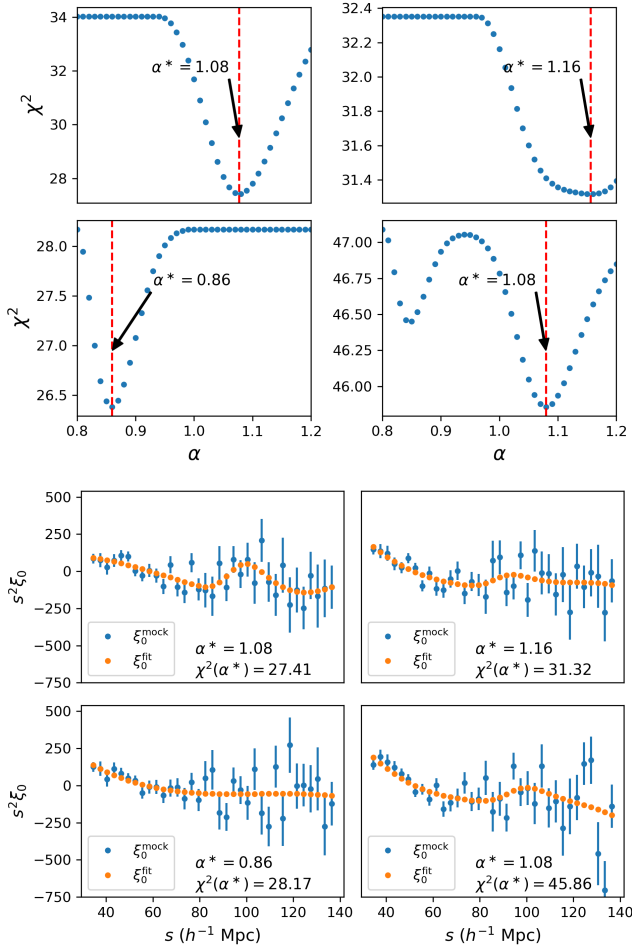 34
32
30
28
χ²
α* = 1.08
32.4
32.2
32.0
31.8
31.6
31.4
α* = 1.16
28.0
27.5
27.0
26.5
χ²
α* = 0.86
0.8 0.9 1.0 1.1 1.2
α
47.00
46.75
46.50
46.25
46.00
α* = 1.08
0.8 0.9 1.0 1.1 1.2
α
500
250
0
−250
−500
−750
s²ξ₀
ξ₀^mock
ξ₀^fit
α* = 1.08
χ²(α*) = 27.41
ξ₀^mock
ξ₀^fit
α* = 1.16
χ²(α*) = 31.32
500
250
0
−250
−500
−750
s²ξ₀
ξ₀^mock
ξ₀^fit
α* = 0.86
χ²(α*) = 28.17
40 60 80 100 120 140
s (h⁻¹ Mpc)
ξ₀^mock
ξ₀^fit
α* = 1.08
χ²(α*) = 45.86
40 60 80 100 120 140
s (h⁻¹ Mpc)